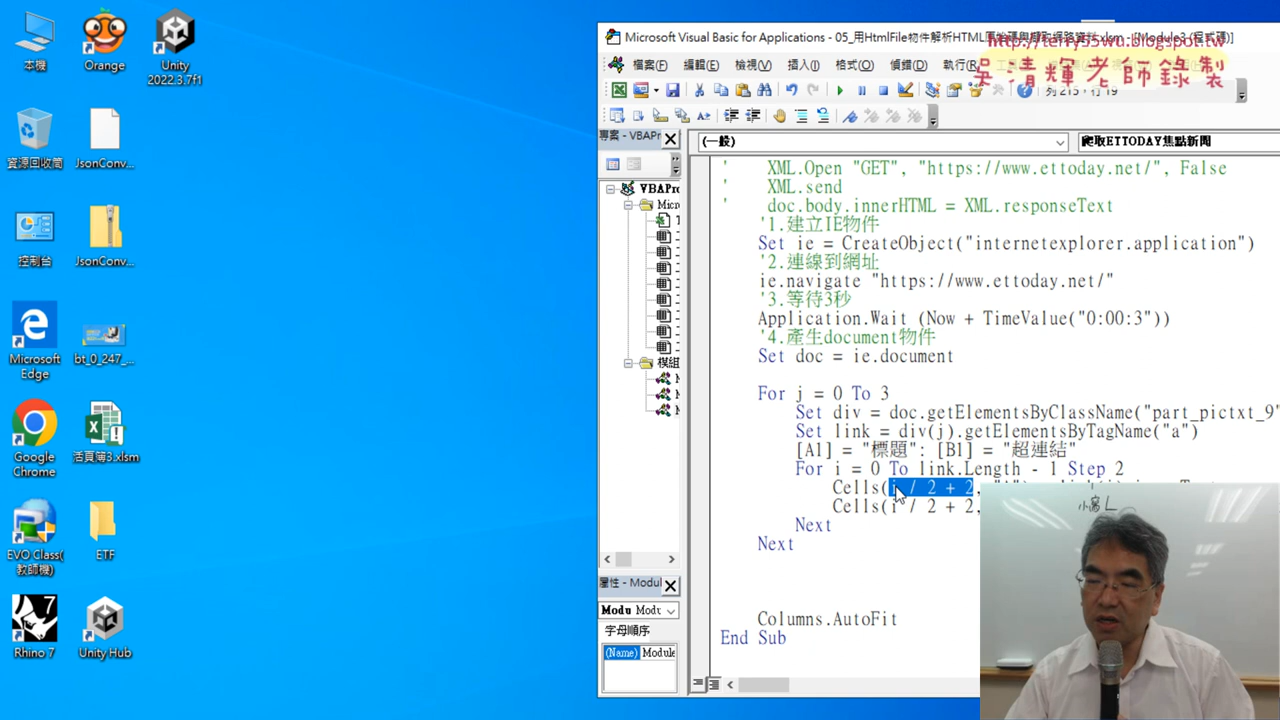 本機
Orange
Unity
2022.3.7f1
資源回收筒
JsonConv...
控制台
JsonConv...
Microsoft
Edge
bt_0_247_...
Google
Chrome
活頁簿3.xlsm
EVO Class(
教師機)
ETF
Rhino 7
Unity Hub
Microsoft Visual Basic for Applications - 05_用HtmlFile物件解析HTML
http://terry55wu.blogspot.tw
吳清輝老師錄製
檔案(F) 編輯(E) 檢視(V) 插入(I) 格式(O) 偵錯(D) 執行(R)
列 215, 行 19
專案 - VBAPr
(一般)
爬取ETTODAY焦點新聞
VBAPro
Micro
模組
屬性 - Modul
Modu Modu
字母順序
(Name) Module
' XML.Open "GET", "https://www.ettoday.net/", False
' XML.send
' doc.body.innerHTML = XML.responseText
'1.建立IE物件
Set ie = CreateObject("internetexplorer.application")
'2.連線到網址
ie.navigate "https://www.ettoday.net/"
'3.等待3秒
Application.Wait (Now + TimeValue("0:00:3"))
'4.產生document物件
Set doc = ie.document
For j = 0 To 3
Set div = doc.getElementsByClassName("part_pictxt_9"
Set link = div(j).getElementsByTagName("a")
[A1] = "標題": [B1] = "超連結"
For i = 0 To link.Length - 1 Step 2
Cells(i / 2 + 2,
Cells(i / 2 + 2,
Next
Next
Columns.AutoFit
End Sub